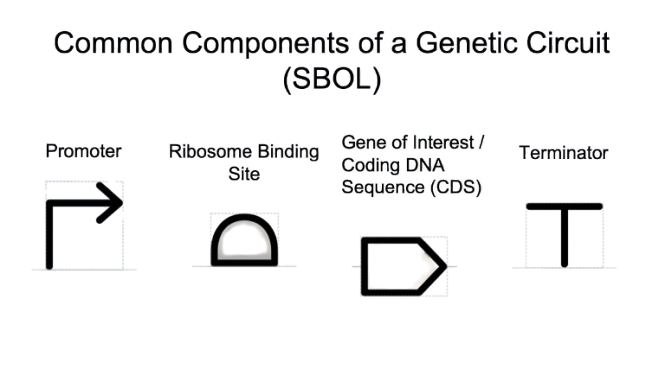 Common Components of a Genetic Circuit
(SBOL)
Promoter
Ribosome Binding
Site
Gene of Interest /
Coding DNA
Sequence (CDS)
Terminator